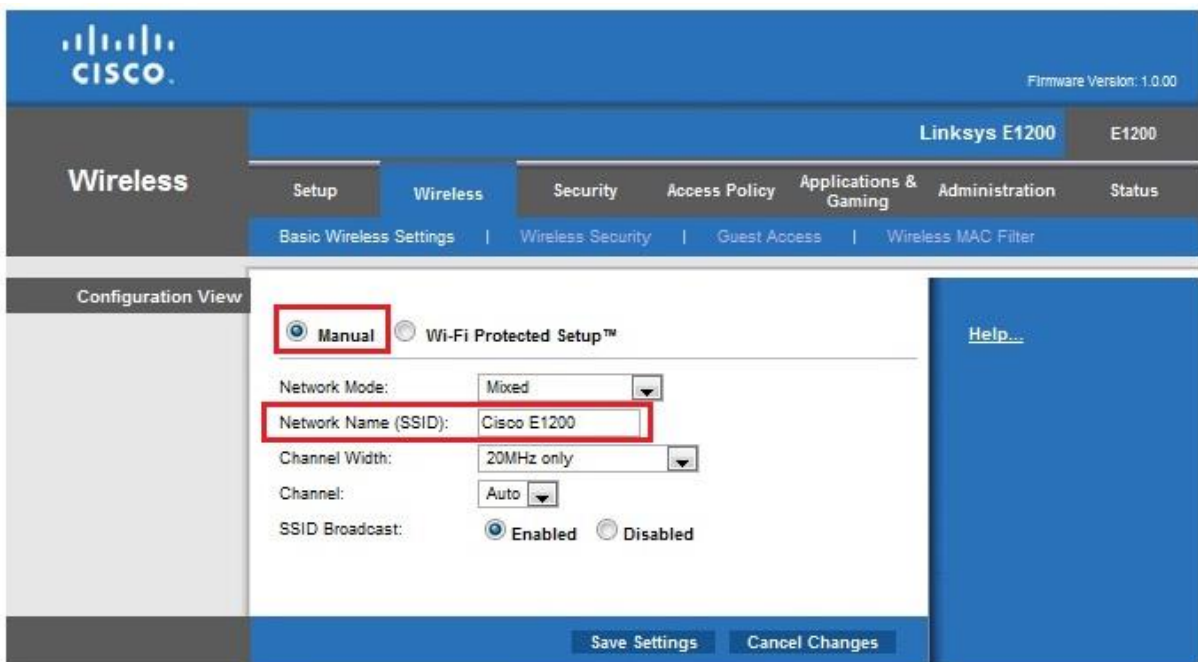 CISCO.
Firmware Version: 1.0.00
Linksys E1200 E1200
Wireless
Setup Wireless Security Access Policy Applications & Gaming Administration Status
Basic Wireless Settings | Wireless Security | Guest Access | Wireless MAC Filter
Configuration View
Manual Wi-Fi Protected Setup™
Help...
Network Mode: Mixed
Network Name (SSID): Cisco E1200
Channel Width: 20MHz only
Channel: Auto
SSID Broadcast: Enabled Disabled
Save Settings Cancel Changes